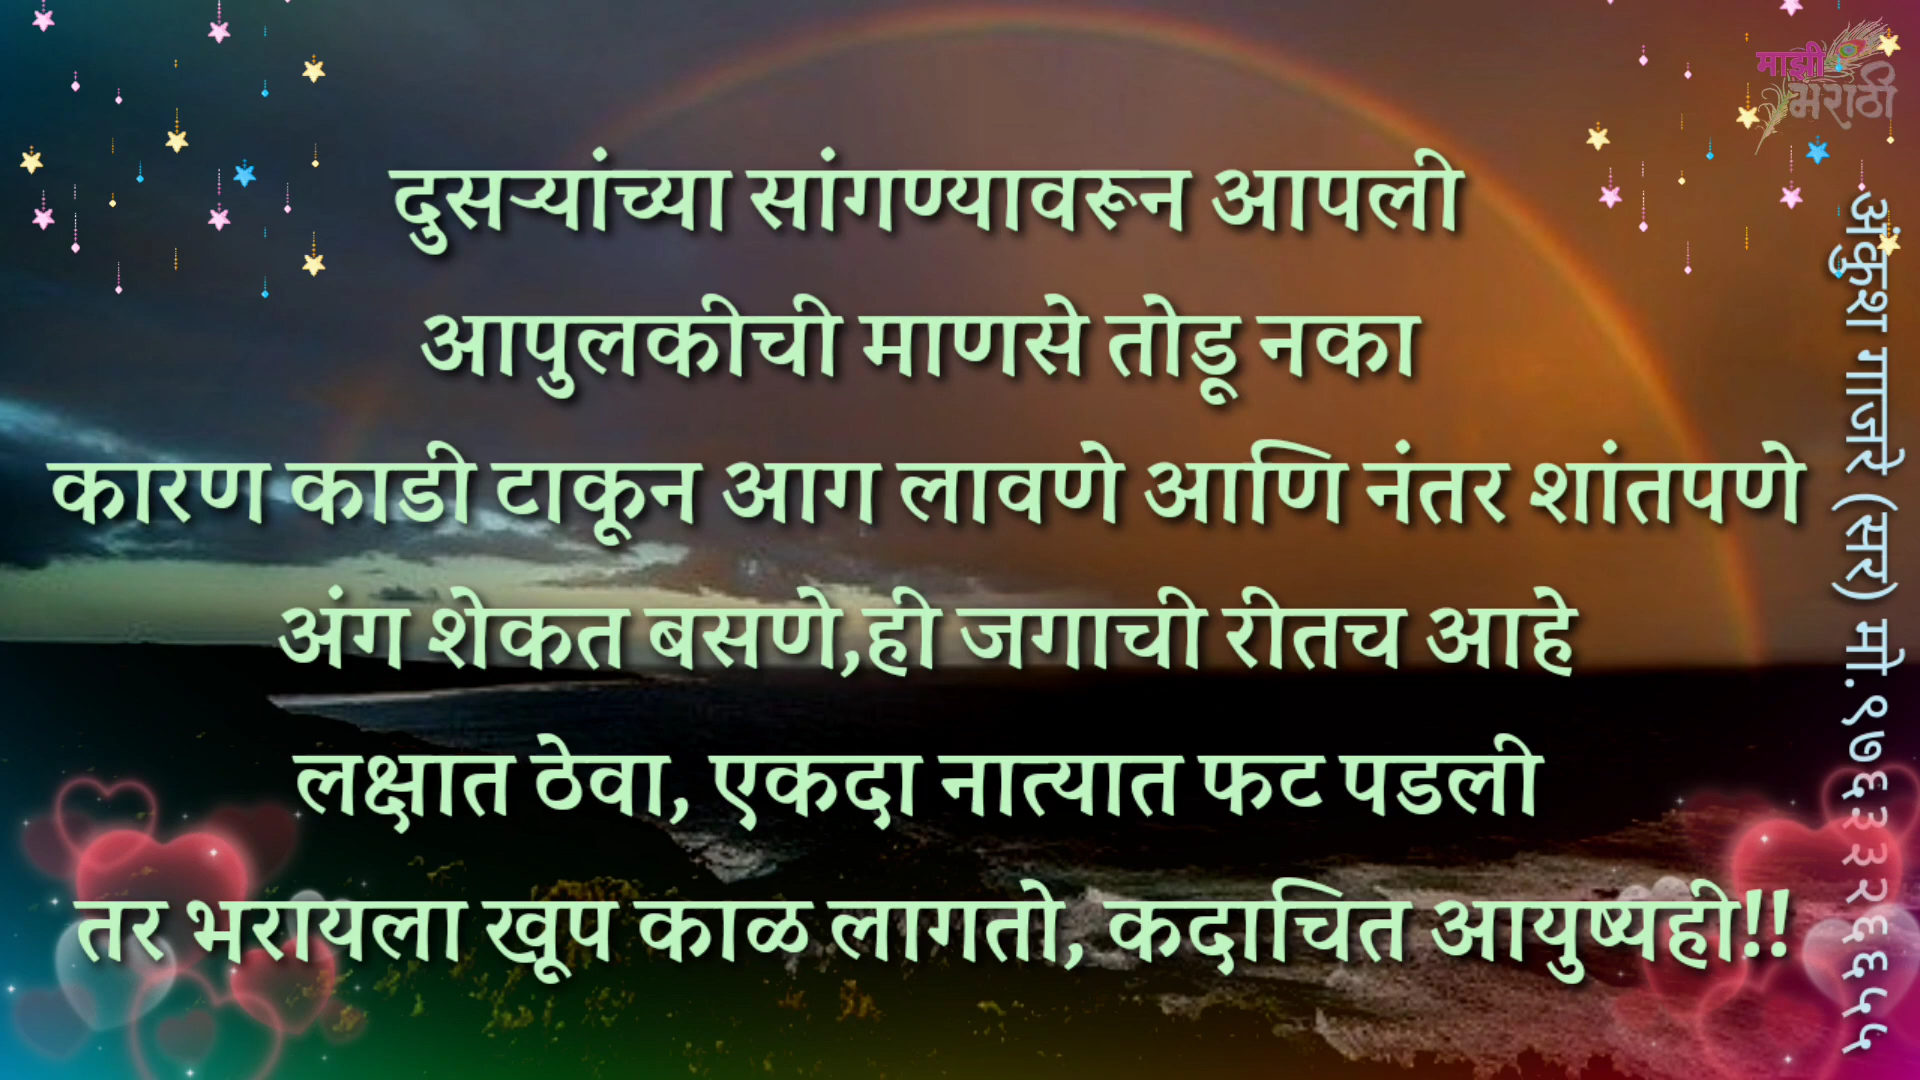 माझी
मराठी
दुसऱ्यांच्या सांगण्यावरून आपली
आपुलकीची माणसे तोडू नका
कारण काडी टाकून आग लावणे आणि नंतर शांतपणे
अंग शेकत बसणे,ही जगाची रीतच आहे
लक्षात ठेवा, एकदा नात्यात फट पडली
तर भरायला खूप काळ लागतो, कदाचित आयुष्यही!!
अंकुश गाजरे (सर) मो.९७६३३२६६५५